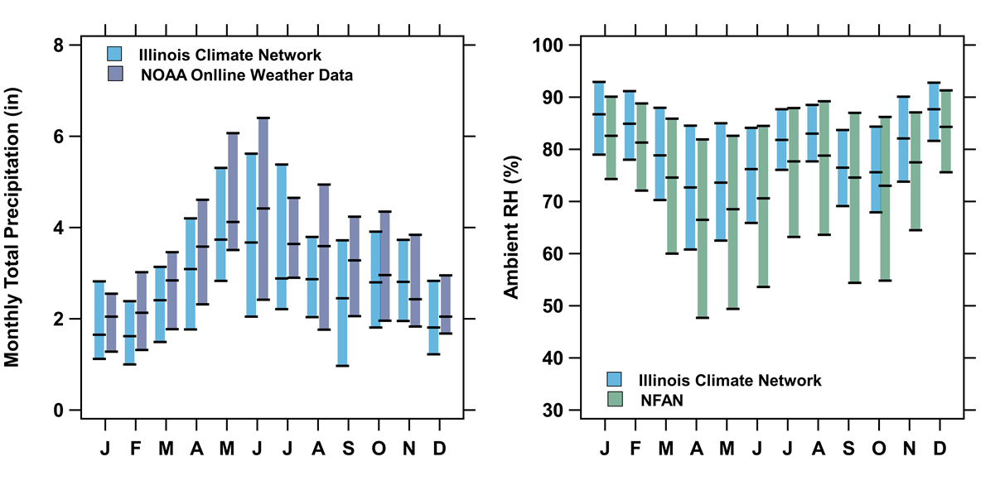 Monthly Total Precipitation (in)
8
6
4
2
0
Illinois Climate Network
NOAA Onlline Weather Data
J F M A M J J A S O N D
Ambient RH (%)
100
90
80
70
60
50
40
30
Illinois Climate Network
NFAN
J F M A M J J A S O N D